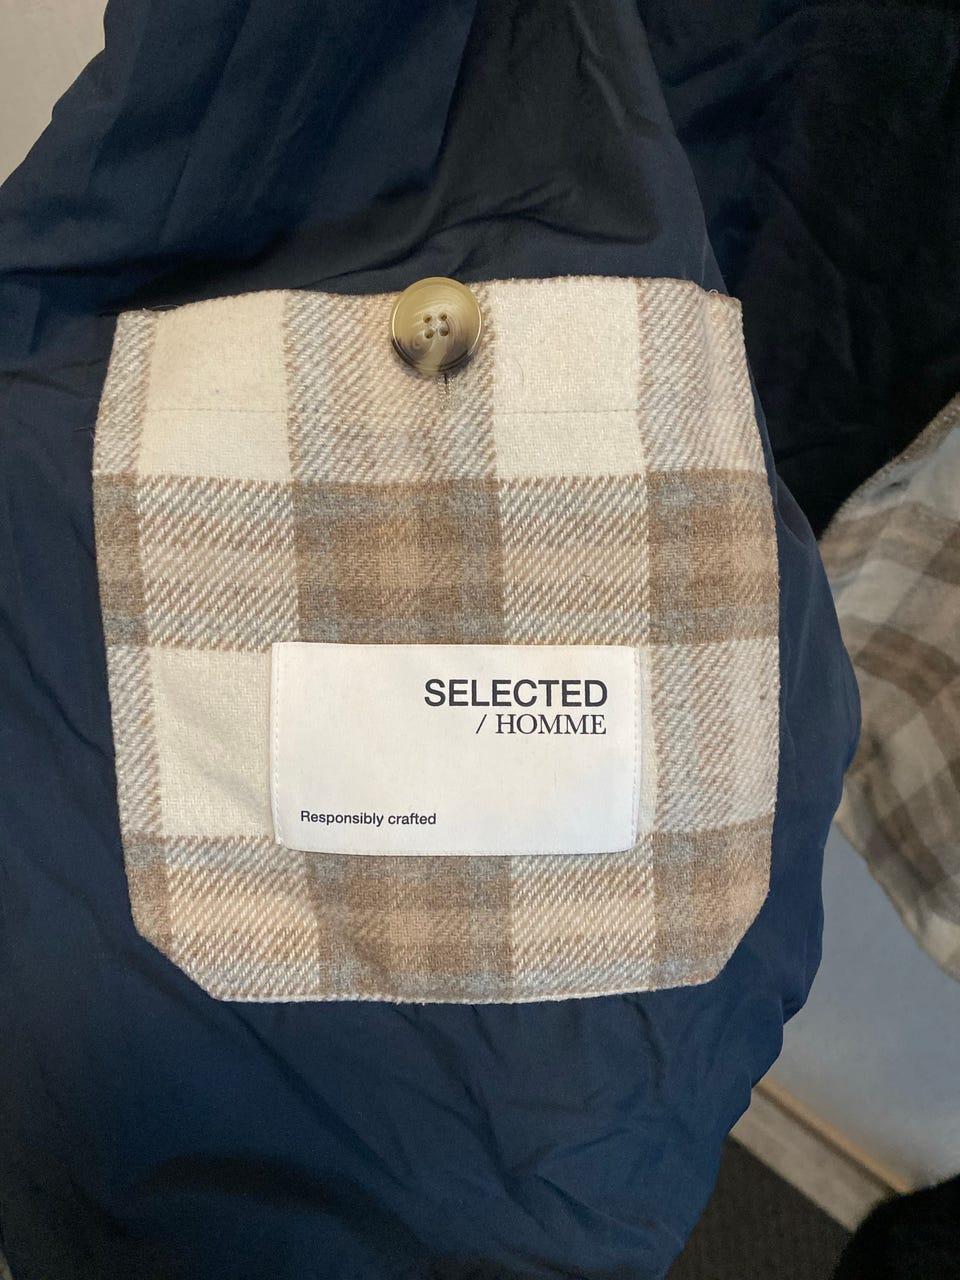 SELECTED
/ HOMME
Responsibly crafted